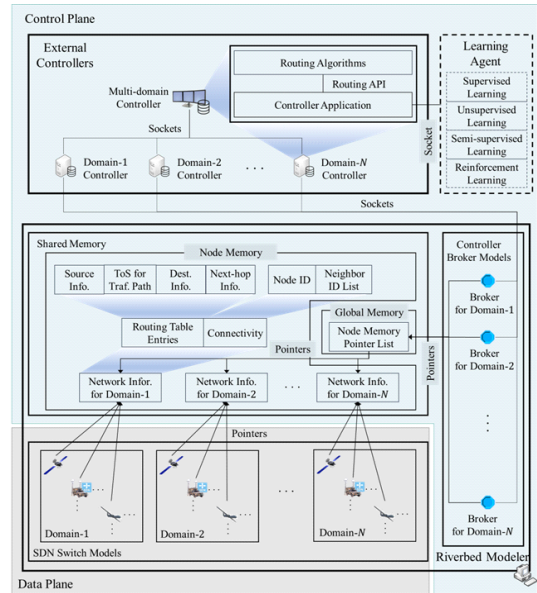 Control Plane
External
Controllers
Multi-domain
Controller
Routing Algorithms
Routing API
Controller Application
Learning
Agent
Supervised
Learning
Unsupervised
Learning
Semi-supervised
Learning
Reinforcement
Learning
Socket
Sockets
Domain-1
Controller
Domain-2
Controller
. . .
Domain-N
Controller
Sockets
Shared Memory
Node Memory
Source
Info.
ToS for
Traf. Path
Dest.
Info.
Next-hop
Info.
Node ID
Neighbor
ID List
Routing Table
Entries
Connectivity
Global Memory
Node Memory
Pointer List
Pointers
Pointers
Network Infor.
for Domain-1
Network Info.
for Domain-2
. . .
Network Info.
for Domain-N
Controller
Broker Models
Broker
for Domain-1
Broker
for Domain-2
Broker
for Domain-N
Pointers
Domain-1
Domain-2
. . .
Domain-N
SDN Switch Models
Riverbed Modeler
Data Plane